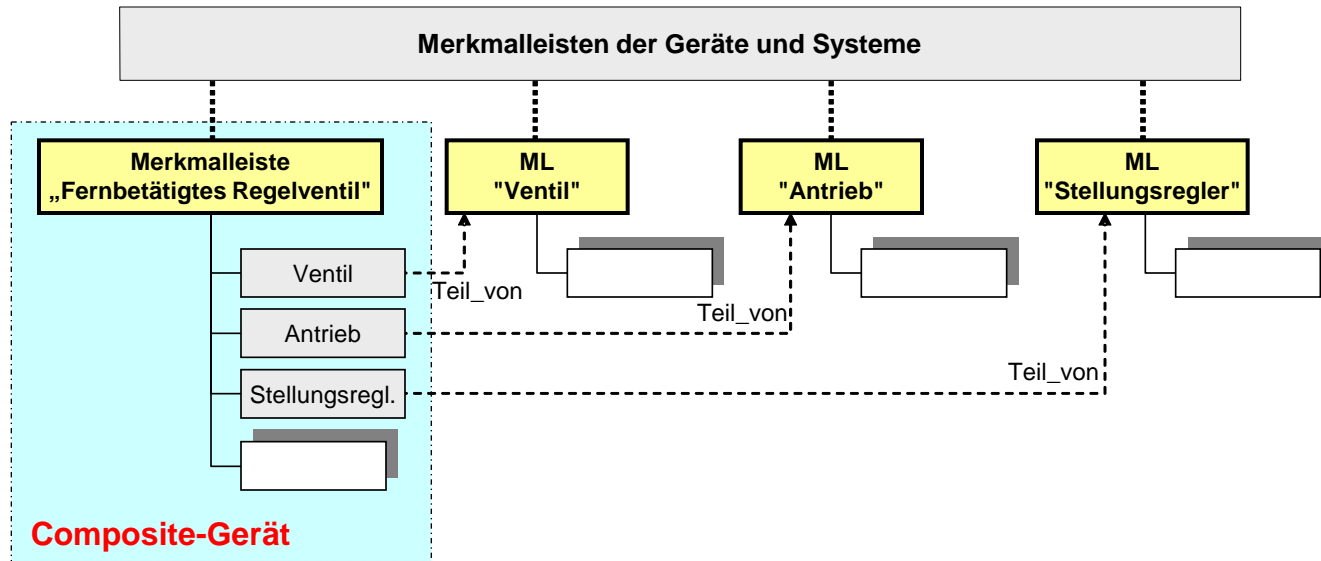 Merkmalleisten der Geräte und Systeme
Merkmalleiste
„Fernbetätigtes Regelventil"
ML
"Ventil"
ML
"Antrieb"
ML
"Stellungsregler"
Ventil
Teil_von
Antrieb
Teil_von
Stellungsregl.
Teil_von
Composite-Gerät